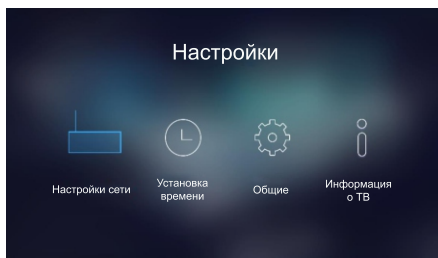 Настройки
Настройки сети
Установка
времени
Общие
Информация
о ТВ